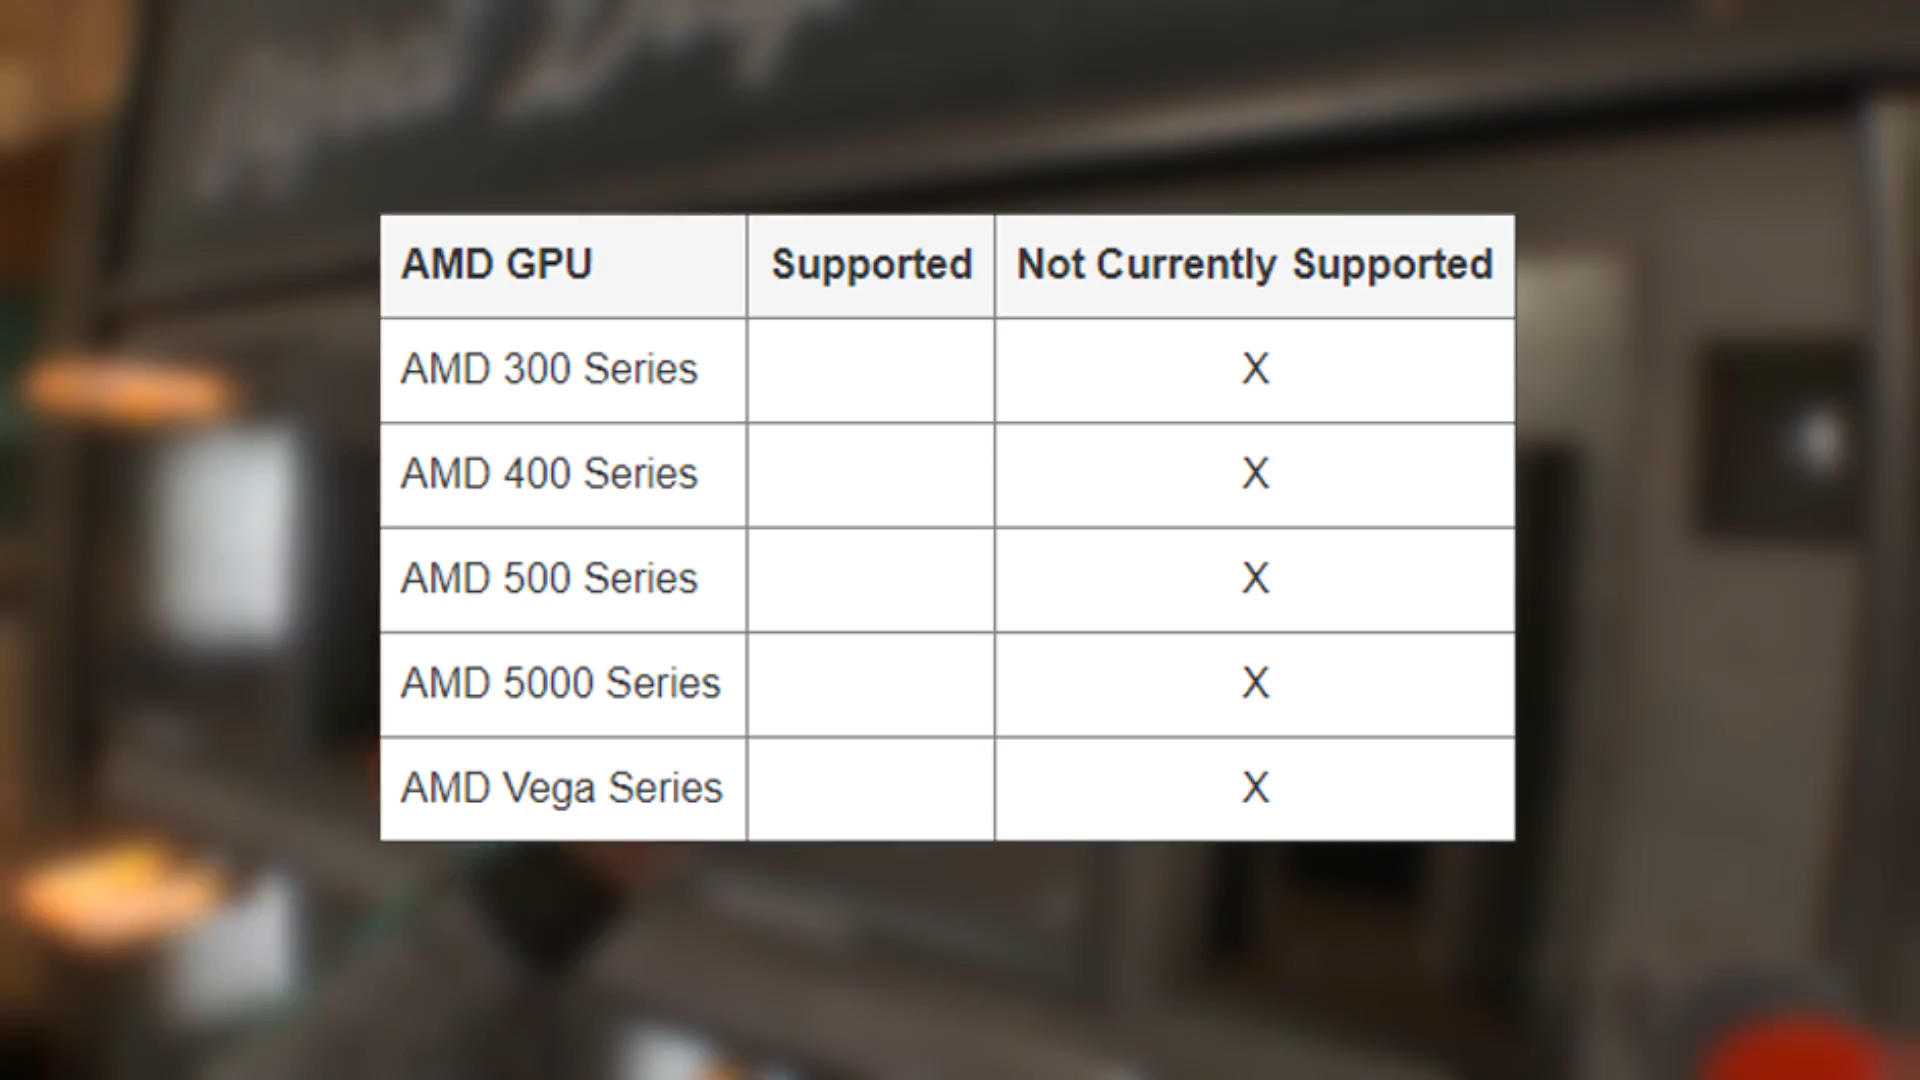 AMD GPU Supported Not Currently Supported
AMD 300 Series X
AMD 400 Series X
AMD 500 Series X
AMD 5000 Series X
AMD Vega Series X